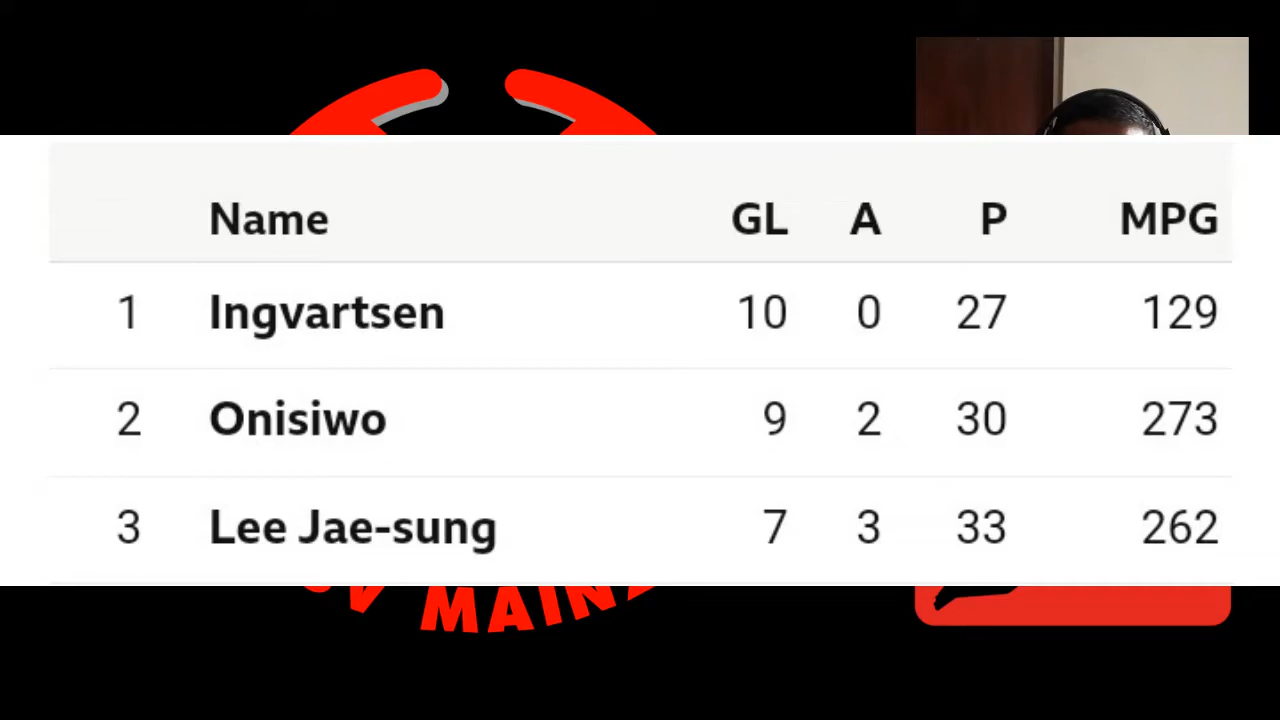 Name GL A P MPG
1 Ingvartsen 10 0 27 129
2 Onisiwo 9 2 30 273
3 Lee Jae-sung 7 3 33 262
MAINZ